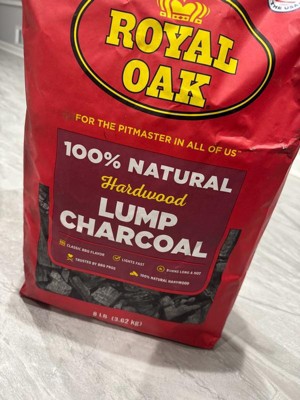 ROYAL
OAK
"FOR THE PITMASTER IN ALL OF US"
100% NATURAL
Hardwood
LUMP
CHARCOAL
CLASSIC BBQ FLAVOR
LIGHTS FAST
BURNS LONG & HOT
TRUSTED BY BBQ PROS
100% NATURAL HARDWOOD
8 LB. (3.62 kg)